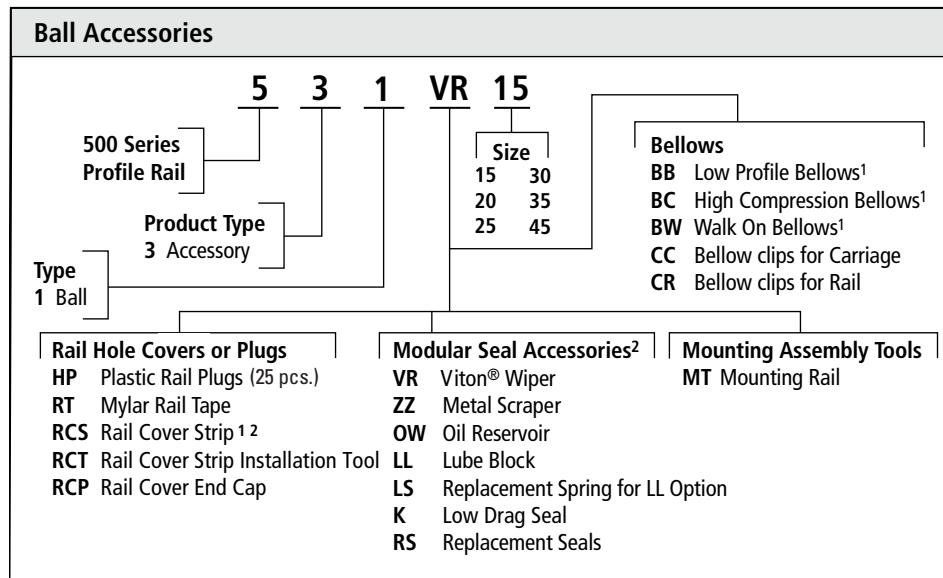 Ball Accessories
5 3 1 VR 15
500 Series
Profile Rail
Product Type
3 Accessory
Type
1 Ball
Size
15 30
20 35
25 45
Bellows
BB Low Profile Bellows¹
BC High Compression Bellows¹
BW Walk On Bellows¹
CC Bellow clips for Carriage
CR Bellow clips for Rail
Rail Hole Covers or Plugs
HP Plastic Rail Plugs (25 pcs.)
RT Mylar Rail Tape
RCS Rail Cover Strip ¹ ²
RCT Rail Cover Strip Installation Tool
RCP Rail Cover End Cap
Modular Seal Accessories²
VR Viton® Wiper
ZZ Metal Scraper
OW Oil Reservoir
LL Lube Block
LS Replacement Spring for LL Option
K Low Drag Seal
RS Replacement Seals
Mounting Assembly Tools
MT Mounting Rail